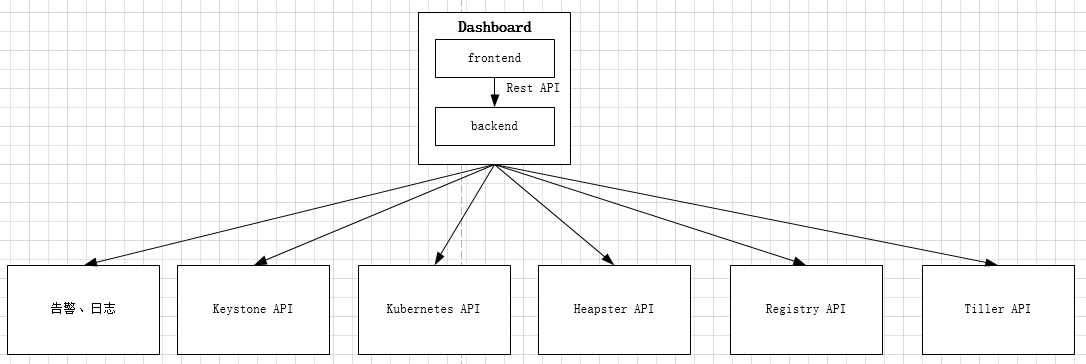 Dashboard
frontend
Rest API
backend
告警、日志
Keystone API
Kubernetes API
Heapster API
Registry API
Tiller API